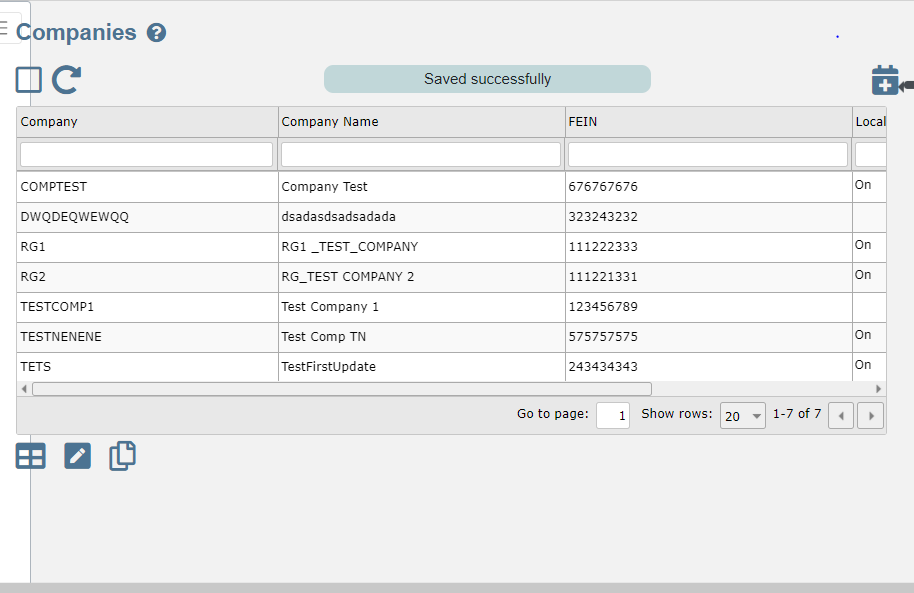 Companies ?
Saved successfully
Company Company Name FEIN Local
COMPTEST Company Test 676767676 On
DWQDEQWEWQQ dsadasdsadsadada 323243232
RG1 RG1 _TEST_COMPANY 111222333 On
RG2 RG_TEST COMPANY 2 111221331 On
TESTCOMP1 Test Company 1 123456789
TESTNENENE Test Comp TN 575757575 On
TETS TestFirstUpdate 243434343 On
Go to page: 1 Show rows: 20 1-7 of 7